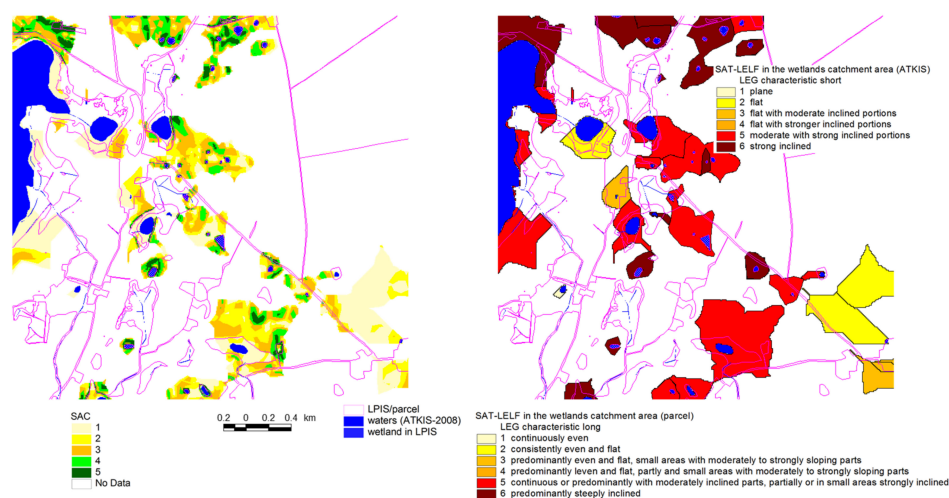 SAT-LELF in the wetlands catchment area (ATKIS)
LEG characteristic short
1 plane
2 flat
3 flat with moderate inclined portions
4 flat with stronger inclined portions
5 moderate with strong inclined portions
6 strong inclined
SAC
1
2
3
4
5
No Data
0.2 0 0.2 0.4 km
LPIS/parcel
waters (ATKIS-2008)
wetland in LPIS
SAT-LELF in the wetlands catchment area (parcel)
LEG characteristic long
1 continuously even
2 consistently even and flat
3 predominantly even and flat, small areas with moderately to strongly sloping parts
4 predominantly leven and flat, partly and small areas with moderately to strongly sloping parts
5 continuous or predominantly with moderately inclined parts, partially or in small areas strongly inclined
6 predominantly steeply inclined